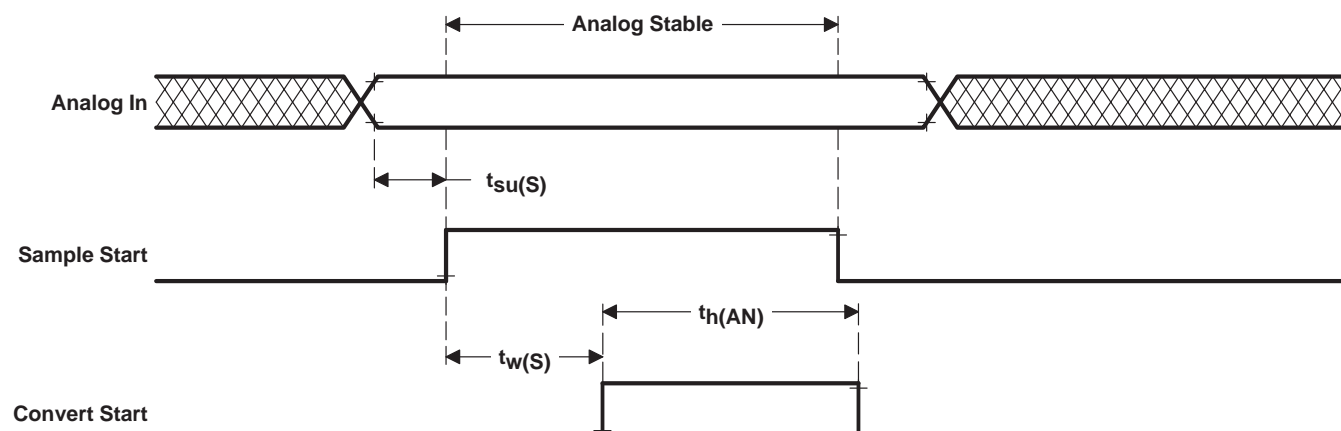 Analog Stable
Analog In
tsu(S)
Sample Start
th(AN)
tw(S)
Convert Start